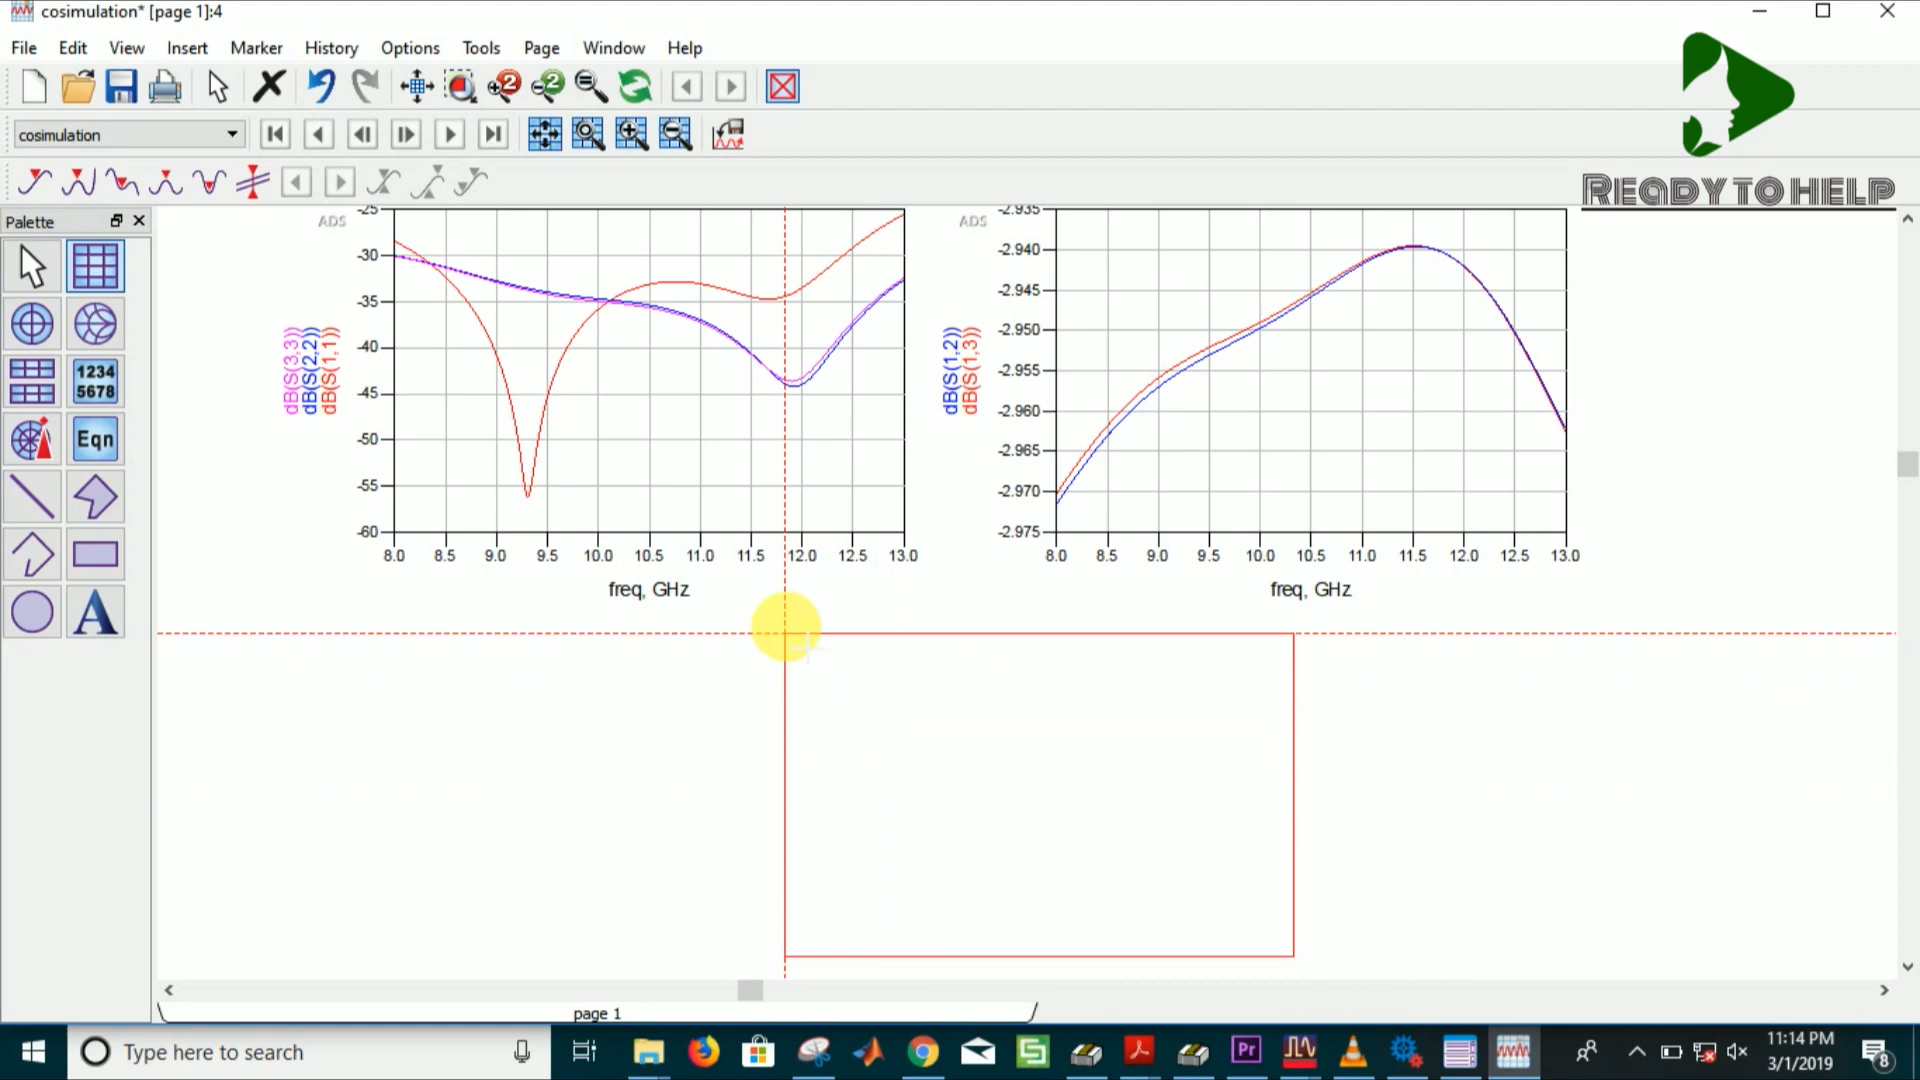 cosimulation* [page 1]:4
File Edit View Insert Marker History Options Tools Page Window Help
2 2
cosimulation
READY TO HELP
Palette
1234
5678
Eqn
A
ADS
-25
-30
-35
-40
-45
-50
-55
-60
dB(S(3,3))
dB(S(2,2))
dB(S(1,1))
8.0 8.5 9.0 9.5 10.0 10.5 11.0 11.5 12.0 12.5 13.0
freq, GHz
ADS
-2.935
-2.940
-2.945
-2.950
-2.955
-2.960
-2.965
-2.970
-2.975
dB(S(1,2))
dB(S(1,3))
8.0 8.5 9.0 9.5 10.0 10.5 11.0 11.5 12.0 12.5 13.0
freq, GHz
page 1
Type here to search
Pr
11:14 PM
3/1/2019
8